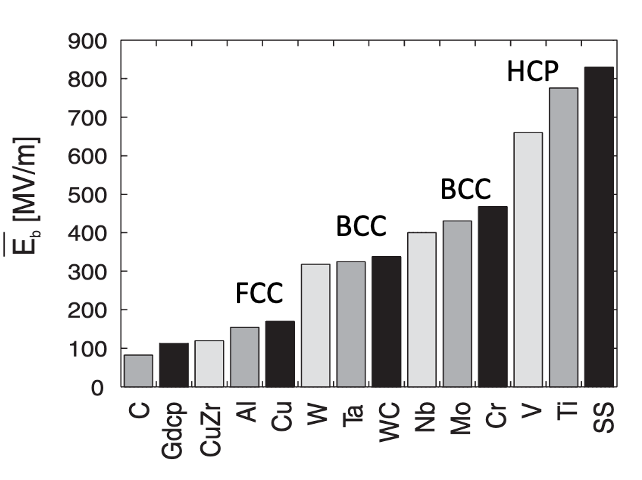 900
800
700
600
500
400
300
200
100
0
E̅b [MV/m]
HCP
BCC
BCC
FCC
C
Gdcp
CuZr
Al
Cu
W
Ta
WC
Nb
Mo
Cr
V
Ti
SS